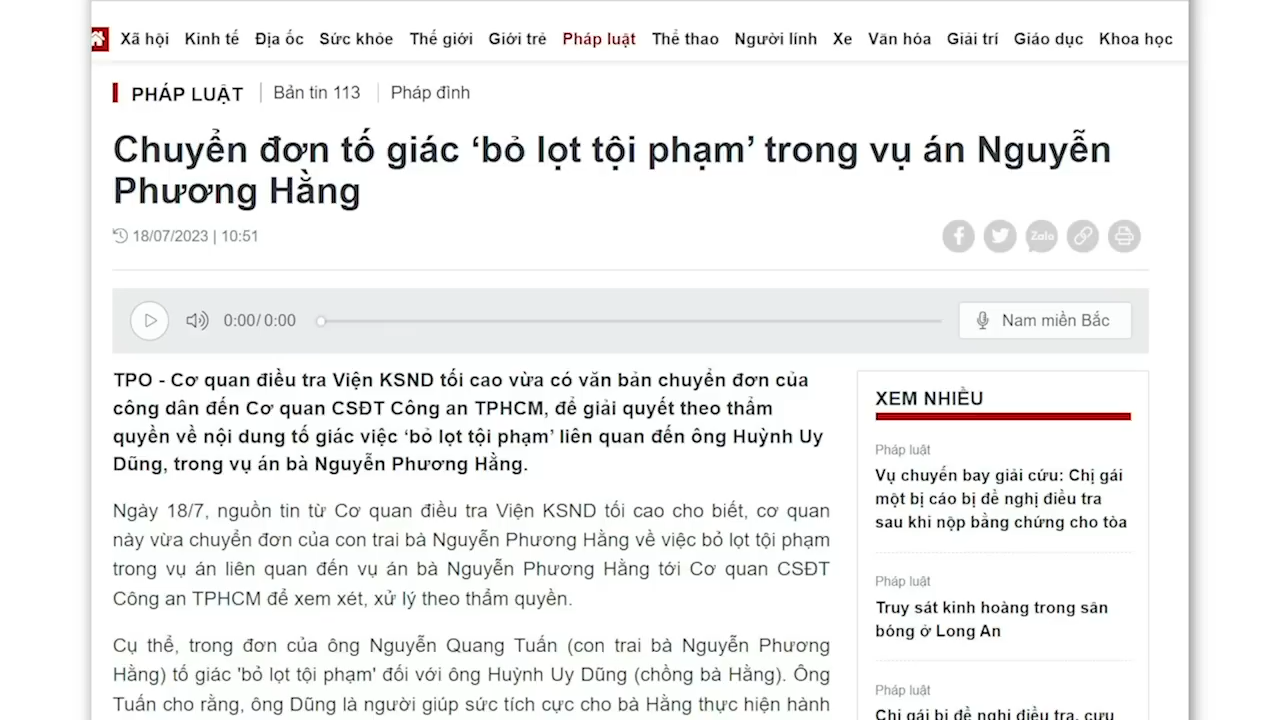 Xã hội Kinh tế Địa ốc Sức khỏe Thế giới Giới trẻ Pháp luật Thể thao Người lính Xe Văn hóa Giải trí Giáo dục Khoa học
PHÁP LUẬT Bản tin 113 Pháp đình
Chuyển đơn tố giác ‘bỏ lọt tội phạm’ trong vụ án Nguyễn
Phương Hằng
18/07/2023 | 10:51
Zalo
0:00/ 0:00
Nam miền Bắc
TPO - Cơ quan điều tra Viện KSND tối cao vừa có văn bản chuyển đơn của
công dân đến Cơ quan CSĐT Công an TPHCM, để giải quyết theo thẩm
quyền về nội dung tố giác việc ‘bỏ lọt tội phạm’ liên quan đến ông Huỳnh Uy
Dũng, trong vụ án bà Nguyễn Phương Hằng.
Ngày 18/7, nguồn tin từ Cơ quan điều tra Viện KSND tối cao cho biết, cơ quan
này vừa chuyển đơn của con trai bà Nguyễn Phương Hằng về việc bỏ lọt tội phạm
trong vụ án liên quan đến vụ án bà Nguyễn Phương Hằng tới Cơ quan CSĐT
Công an TPHCM để xem xét, xử lý theo thẩm quyền.
Cụ thể, trong đơn của ông Nguyễn Quang Tuấn (con trai bà Nguyễn Phương
Hằng) tố giác 'bỏ lọt tội phạm' đối với ông Huỳnh Uy Dũng (chồng bà Hằng). Ông
Tuấn cho rằng, ông Dũng là người giúp sức tích cực cho bà Hằng thực hiện hành
XEM NHIỀU
Pháp luật
Vụ chuyến bay giải cứu: Chị gái
một bị cáo bị đề nghị điều tra
sau khi nộp bằng chứng cho tòa
Pháp luật
Truy sát kinh hoàng trong sân
bóng ở Long An
Pháp luật
Chị gái bị đề nghị điều tra, cựu